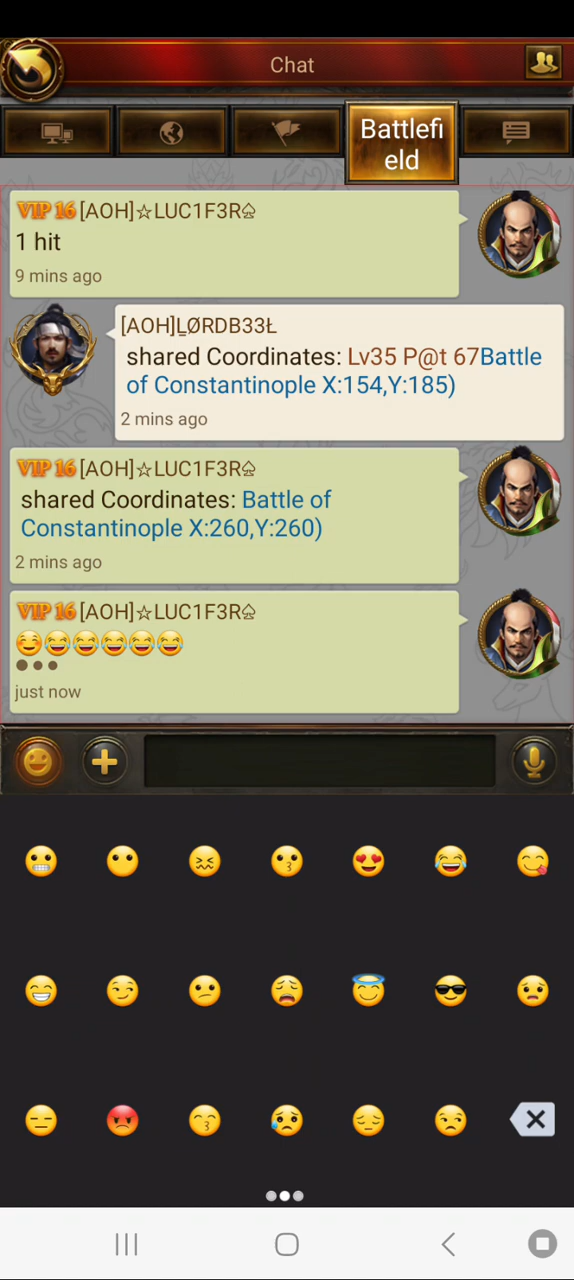 Chat
Battlefi
eld
VIP 16 [AOH]☆LUC1F3R♤
1 hit
9 mins ago
[AOH]ḺØRDB33Ł
shared Coordinates: Lv35 P@t 67Battle
of Constantinople X:154,Y:185)
2 mins ago
VIP 16 [AOH]☆LUC1F3R♤
shared Coordinates: Battle of
Constantinople X:260,Y:260)
2 mins ago
VIP 16 [AOH]☆LUC1F3R♤
☺️😂😂😂😂😂
just now